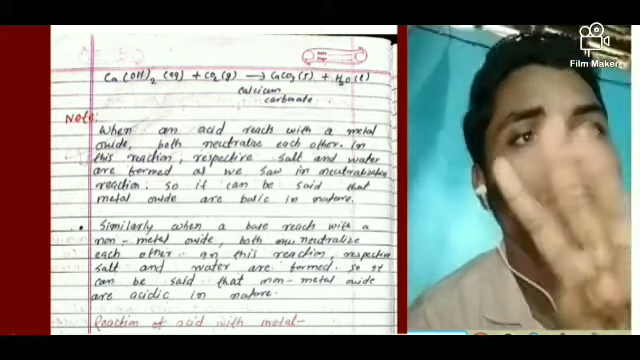 Ca(OH)₂ (aq) + CO₂(g) → CaCO₃(s) + H₂O(l)
calcium
carbonate
Note:
When an acid reacts with a metal
oxide, both neutralize each other. In
this reaction, respective salt and water
are formed as we saw in neutralization
reaction. So it can be said that
metal oxide are basic in nature.
• Similarly when a base reacts with a
non-metal oxide, both neutralize
each other. In this reaction, respective
salt and water are formed. So it
can be said that non-metal oxide
are acidic in nature.
Reaction of acid with metal—
Film Maker